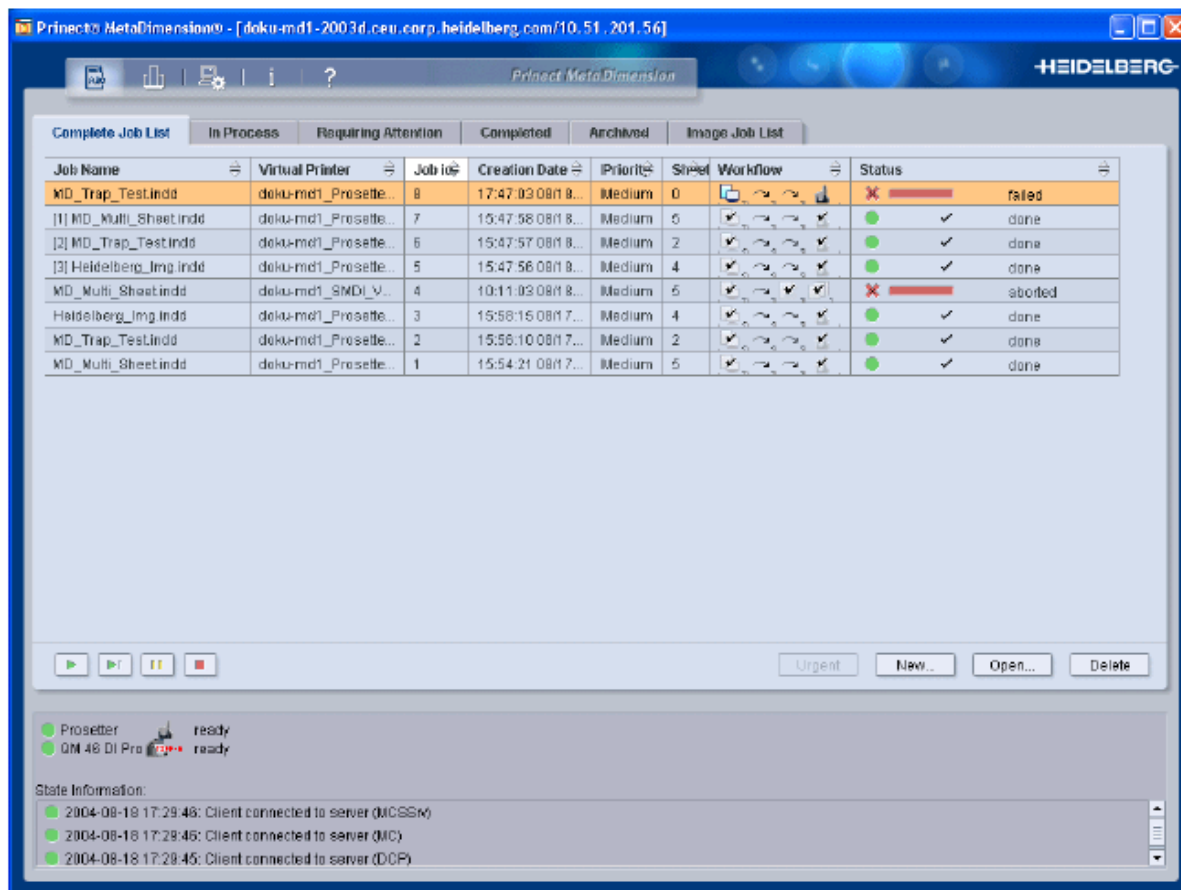 Prinect® MetaDimension® - [doku-md1-2003d.ceu.corp.heidelberg.com/10.51.201.56]
Prinect MetaDimension
HEIDELBERG
Complete Job List In Process Requiring Attention Completed Archived Image Job List
Job Name Virtual Printer Job id Creation Date Priorit Sheet Workflow Status
MD_Trap_Test.indd doku-md1_Prosette... 8 17:47:03 08/18... Medium 0 failed
[1] MD_Multi_Sheet.indd doku-md1_Prosette... 7 15:47:58 08/18... Medium 5 done
[2] MD_Trap_Test.indd doku-md1_Prosette... 6 15:47:57 08/18... Medium 2 done
[3] Heidelberg_Img.indd doku-md1_Prosette... 5 15:47:56 08/18... Medium 4 done
MD_Multi_Sheet.indd doku-md1_SMDI_V... 4 10:11:03 08/18... Medium 5 aborted
Heidelberg_Img.indd doku-md1_Prosette... 3 15:58:15 08/17... Medium 4 done
MD_Trap_Test.indd doku-md1_Prosette... 2 15:56:10 08/17... Medium 2 done
MD_Multi_Sheet.indd doku-md1_Prosette... 1 15:54:21 08/17... Medium 5 done
Urgent New... Open... Delete
Prosetter ready
QM 46 DI Pro ready
State Information:
2004-08-18 17:29:46: Client connected to server (MCSSrv)
2004-08-18 17:29:46: Client connected to server (MC)
2004-08-18 17:29:45: Client connected to server (DCP)